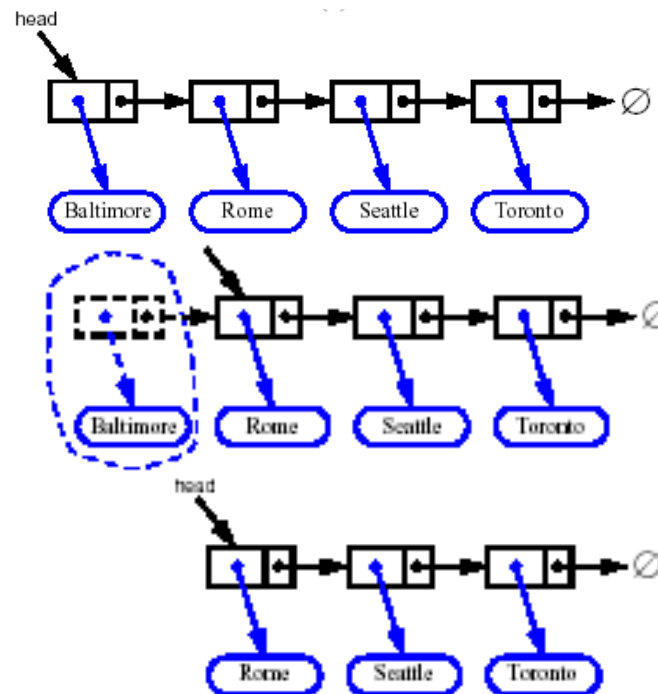 head
∅
Baltimore Rome Seattle Toronto
∅
Baltimore Rome Seattle Toronto
head
∅
Rome Seattle Toronto